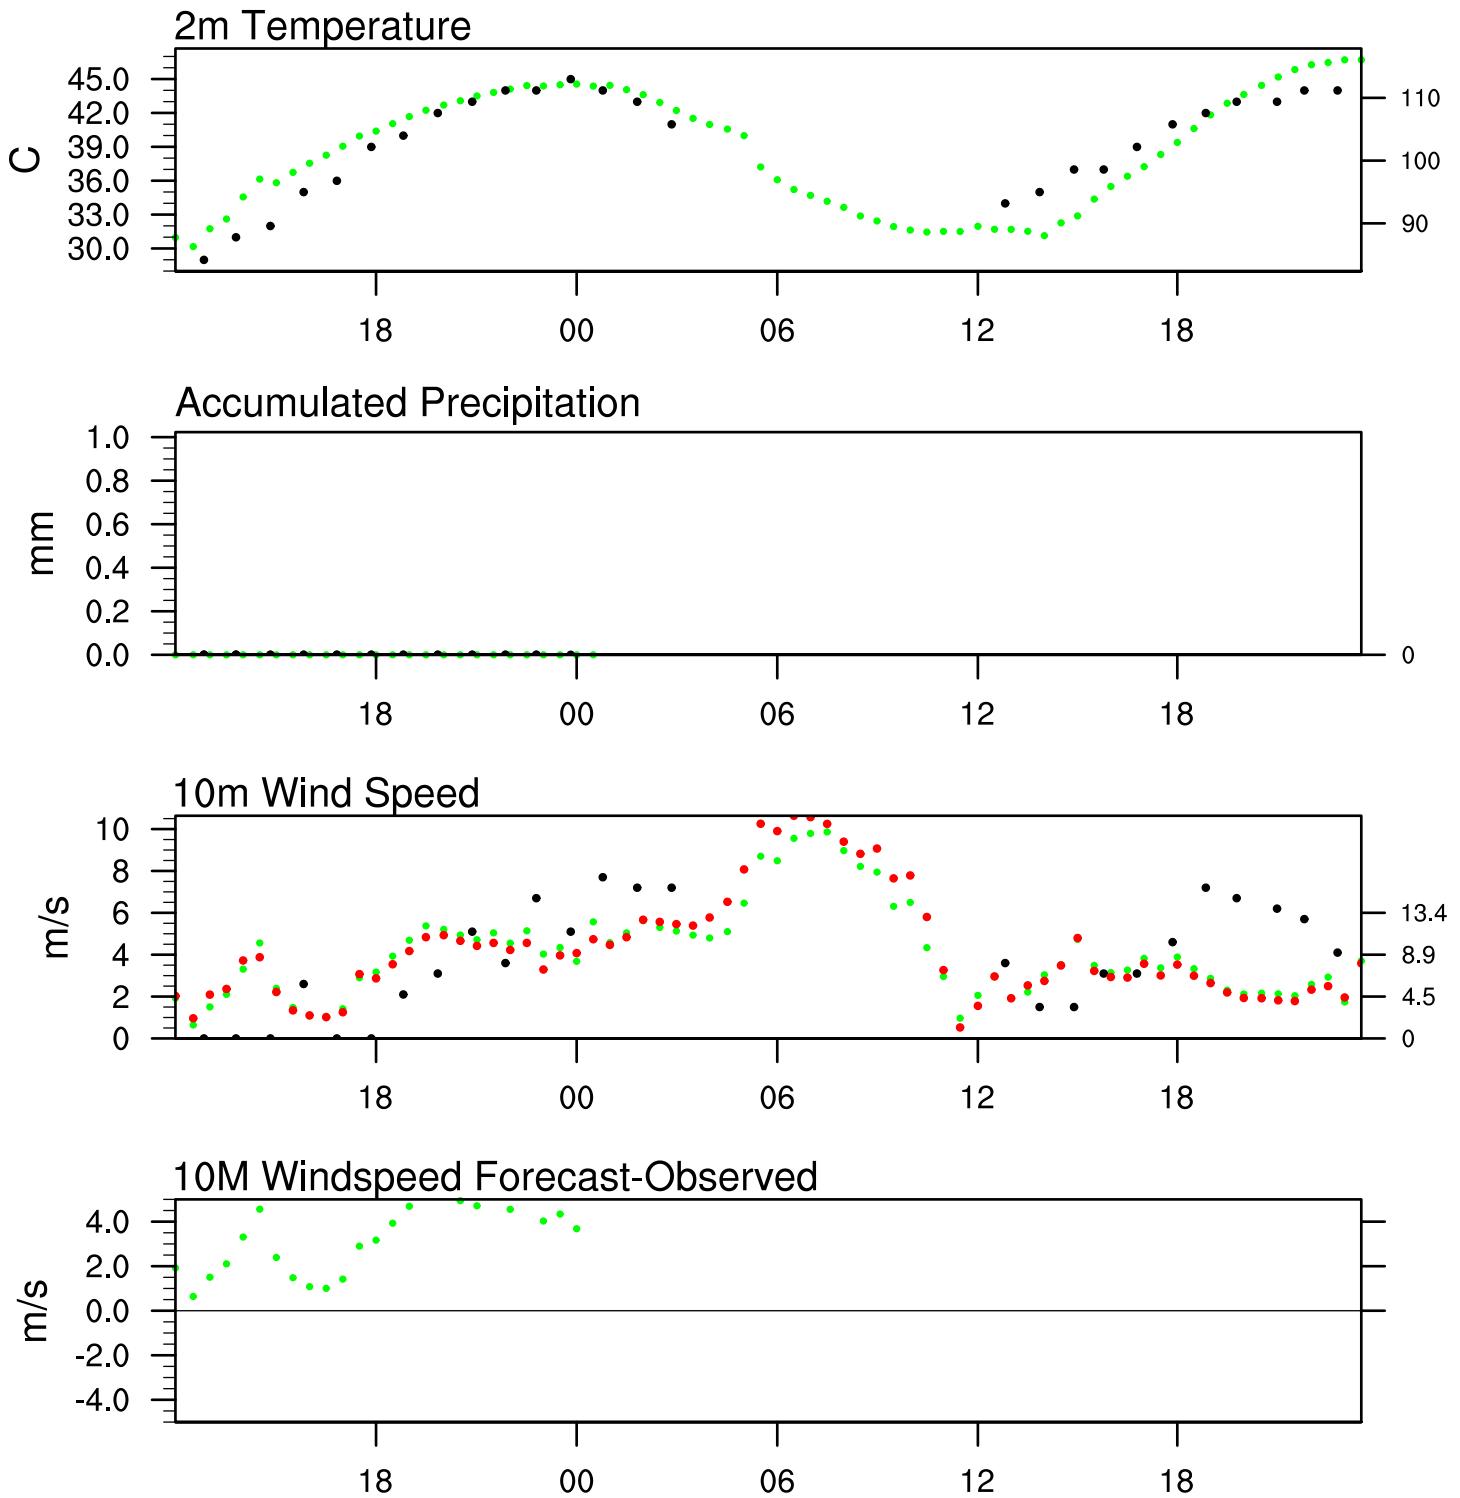 2m Temperature
45.0
42.0
39.0
36.0
33.0
30.0
C
110
100
90
18 00 06 12 18
Accumulated Precipitation
1.0
0.8
0.6
0.4
0.2
0.0
mm
0
18 00 06 12 18
10m Wind Speed
10
8
6
4
2
0
m/s
13.4
8.9
4.5
0
18 00 06 12 18
10M Windspeed Forecast-Observed
4.0
2.0
0.0
-2.0
-4.0
m/s
18 00 06 12 18